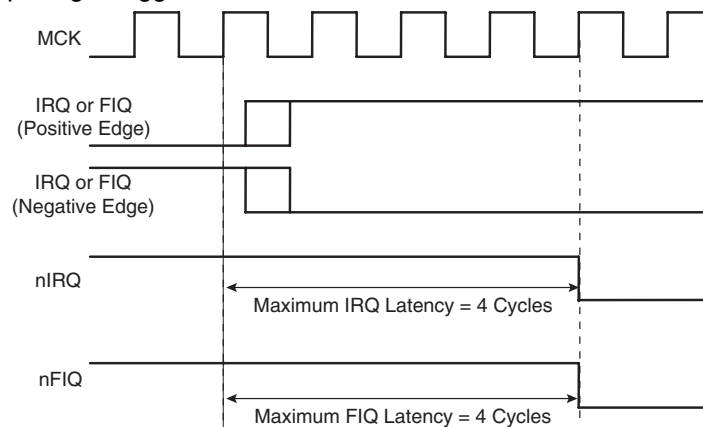 MCK
IRQ or FIQ
(Positive Edge)
IRQ or FIQ
(Negative Edge)
nIRQ
Maximum IRQ Latency = 4 Cycles
nFIQ
Maximum FIQ Latency = 4 Cycles